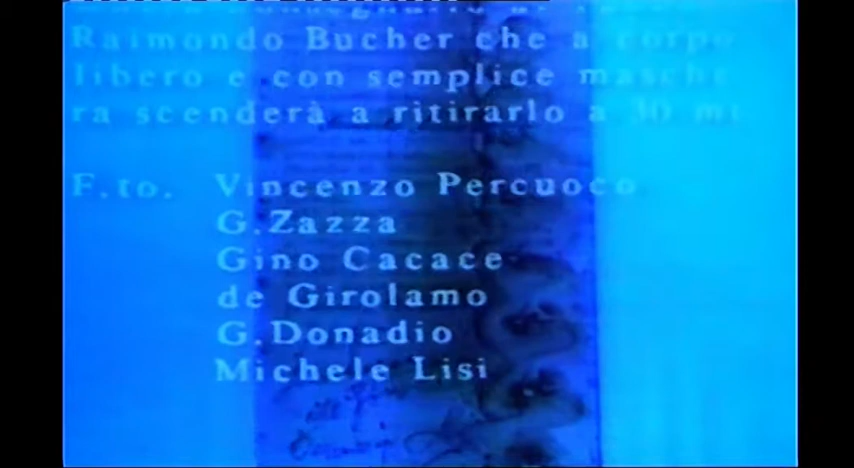 Raimondo Bucher che a corpo
libero e con semplice masche
ra scenderà a ritirarlo a 30 mt
F.to. Vincenzo Percuoco
G.Zazza
Gino Cacace
de Girolamo
G.Donadio
Michele Lisi